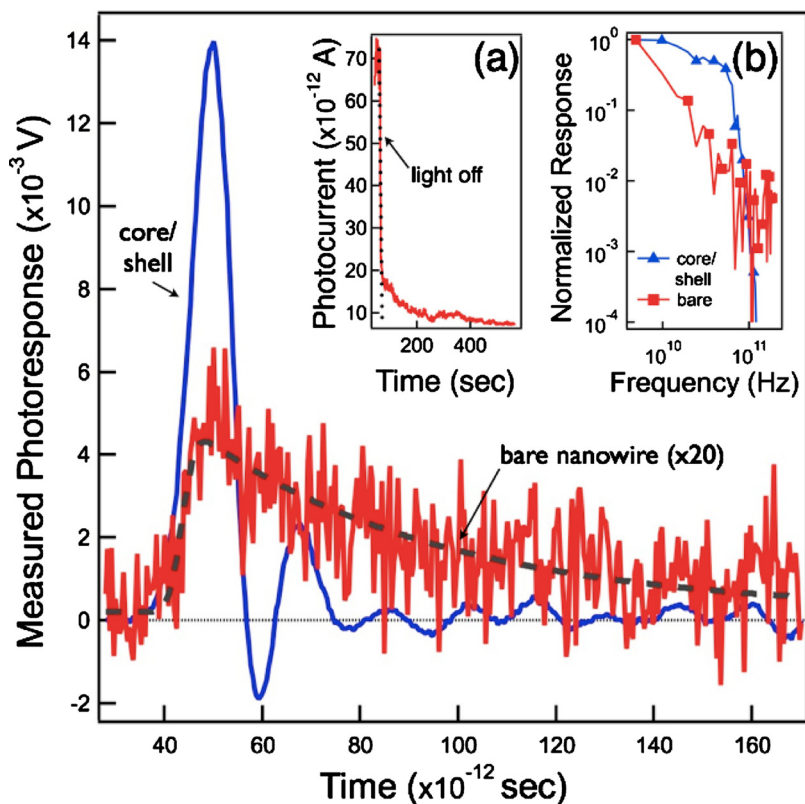 Measured Photoresponse (x10⁻³ V)
14
12
10
8
6
4
2
0
-2
40
60
80
100
120
140
160
Time (x10⁻¹² sec)
core/
shell
bare nanowire (x20)
(a)
Photocurrent (x10⁻¹² A)
70
60
50
40
30
20
10
200
400
Time (sec)
light off
(b)
Normalized Response
10⁰
10⁻¹
10⁻²
10⁻³
10⁻⁴
10¹⁰
10¹¹
Frequency (Hz)
core/
shell
bare